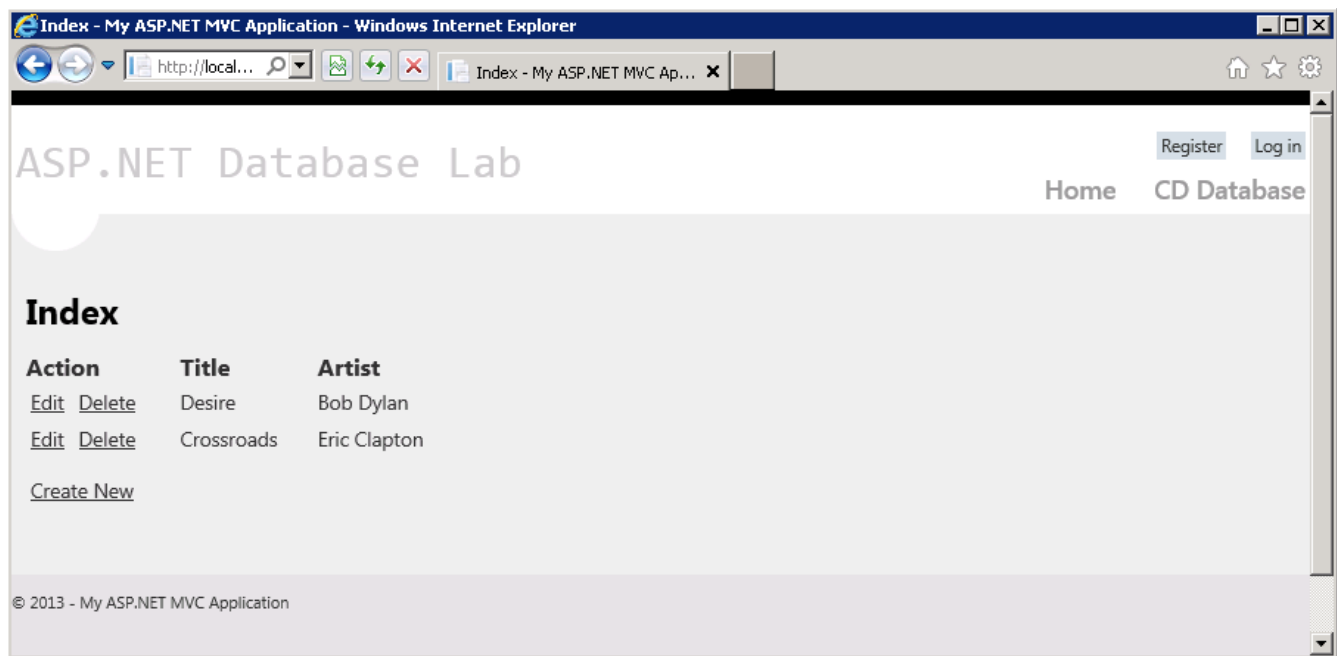 Index - My ASP.NET MVC Application - Windows Internet Explorer
http://local...
Index - My ASP.NET MVC Ap...
Register Log in
ASP.NET Database Lab
Home CD Database
Index
Action Title Artist
Edit Delete Desire Bob Dylan
Edit Delete Crossroads Eric Clapton
Create New
© 2013 - My ASP.NET MVC Application